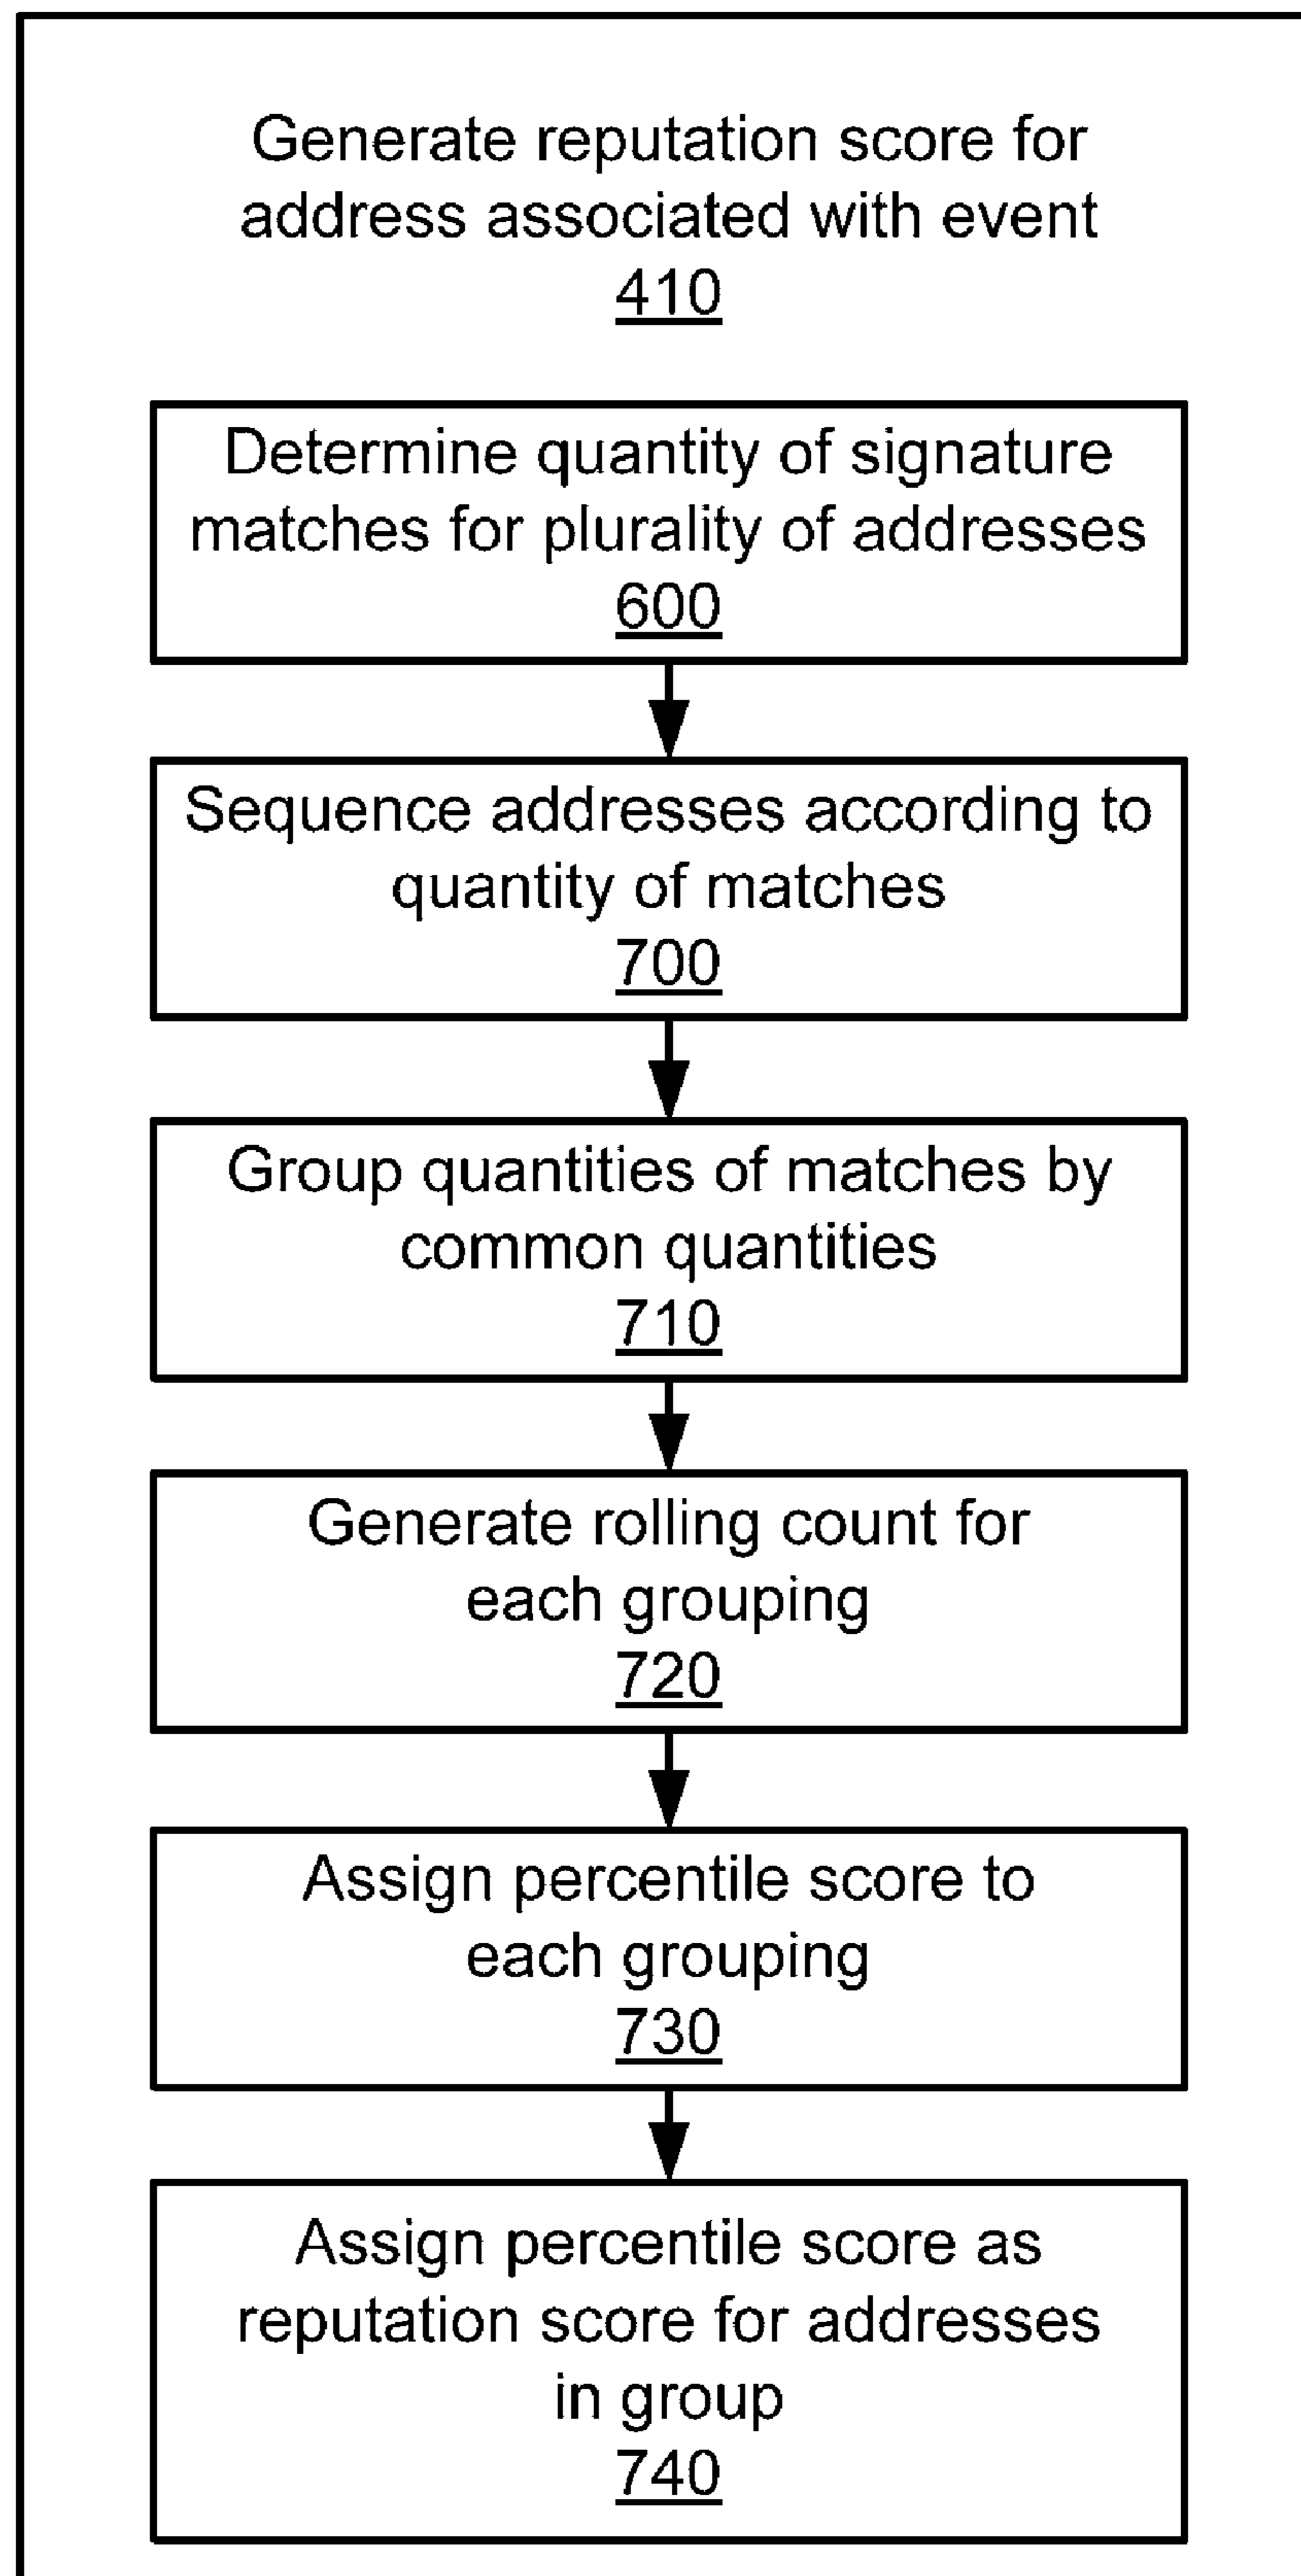 Generate reputation score for
address associated with event
410
Determine quantity of signature
matches for plurality of addresses
600
Sequence addresses according to
quantity of matches
700
Group quantities of matches by
common quantities
710
Generate rolling count for
each grouping
720
Assign percentile score to
each grouping
730
Assign percentile score as
reputation score for addresses
in group
740